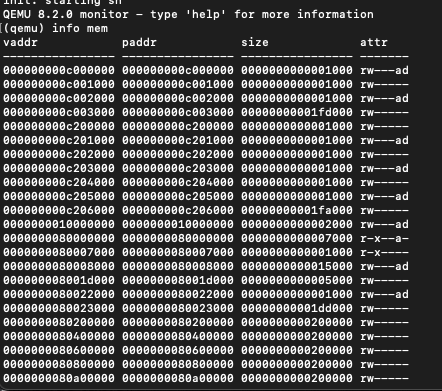 init: starting sh
QEMU 8.2.0 monitor - type 'help' for more information
(qemu) info mem
vaddr paddr size attr
---------------- ---------------- ---------------- -------
000000000c000000 000000000c000000 0000000000001000 rw---ad
000000000c001000 000000000c001000 0000000000001000 rw-----
000000000c002000 000000000c002000 0000000000001000 rw---ad
000000000c003000 000000000c003000 00000000001fd000 rw-----
000000000c200000 000000000c200000 0000000000001000 rw-----
000000000c201000 000000000c201000 0000000000001000 rw---ad
000000000c202000 000000000c202000 0000000000001000 rw-----
000000000c203000 000000000c203000 0000000000001000 rw---ad
000000000c204000 000000000c204000 0000000000001000 rw-----
000000000c205000 000000000c205000 0000000000001000 rw---ad
000000000c206000 000000000c206000 00000000001fa000 rw-----
0000000010000000 0000000010000000 0000000000002000 rw---ad
0000000080000000 0000000080000000 0000000000007000 r-x--a-
0000000080007000 0000000080007000 0000000000001000 r-x----
0000000080008000 0000000080008000 0000000000015000 rw---ad
000000008001d000 000000008001d000 0000000000005000 rw-----
0000000080022000 0000000080022000 0000000000001000 rw---ad
0000000080023000 0000000080023000 00000000001dd000 rw-----
0000000080200000 0000000080200000 0000000000200000 rw-----
0000000080400000 0000000080400000 0000000000200000 rw-----
0000000080600000 0000000080600000 0000000000200000 rw-----
0000000080800000 0000000080800000 0000000000200000 rw-----
0000000080a00000 0000000080a00000 0000000000200000 rw-----